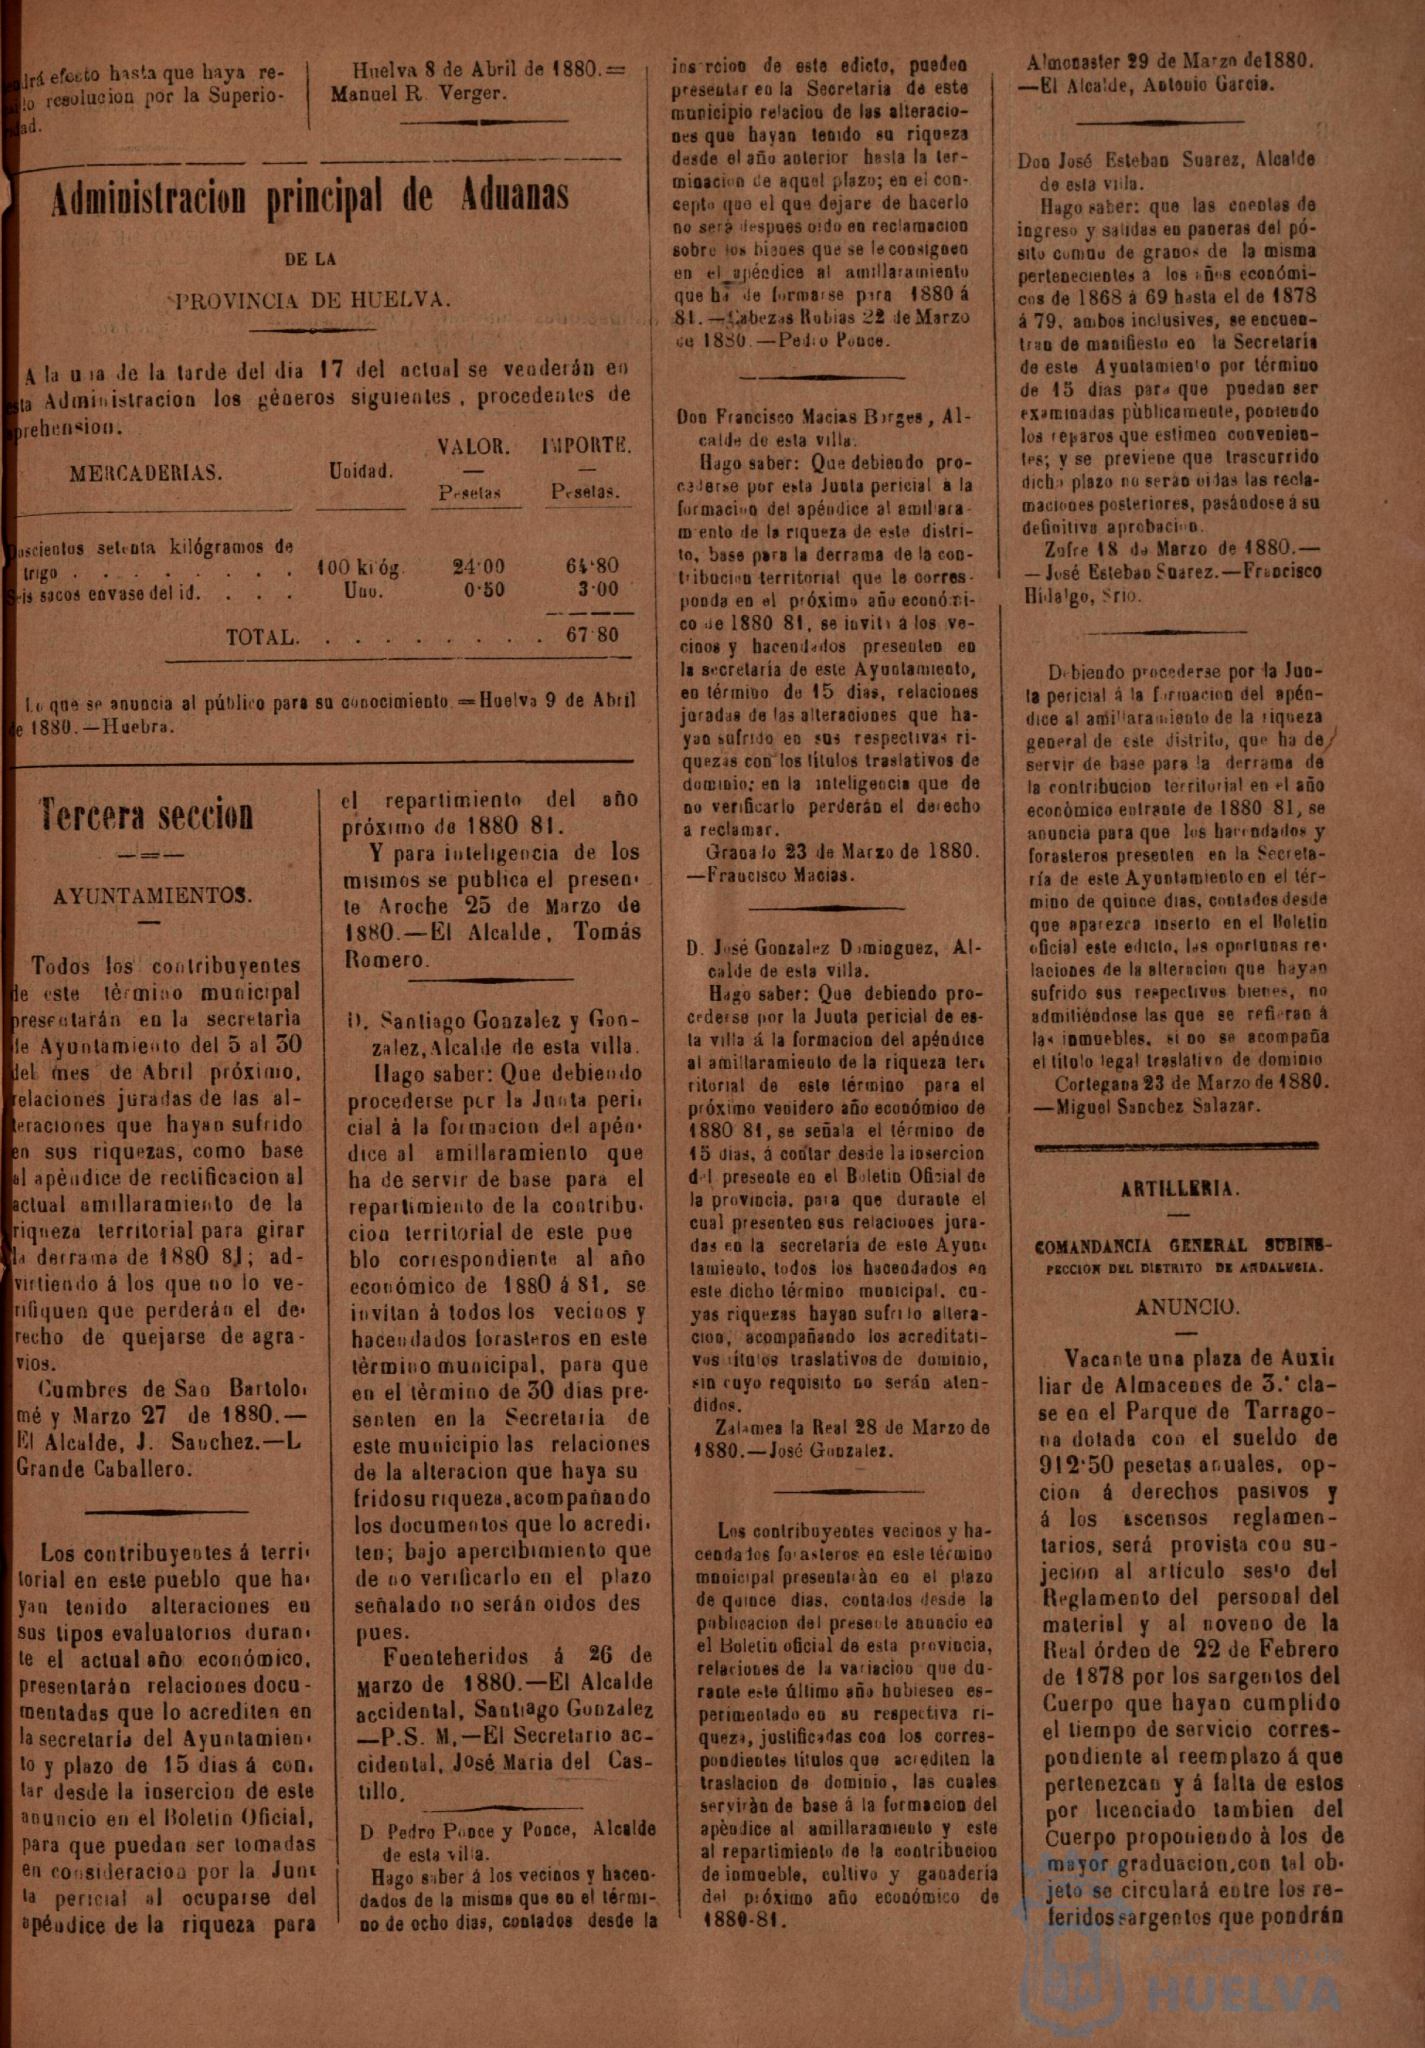 drá efecto hasta que haya re-
resolucion por la Superio-
dad.
Huelva 8 de Abril de 1880.=
Manuel R. Verger.
Administracion principal de Aduanas
DE LA
PROVINCIA DE HUELVA.
A la una de la tarde del dia 17 del actual se venderán en
esta Administracion los géneros siguientes, procedentes de
aprehension.
MERCADERIAS.
Unidad.
VALOR.
—
Pesetas
IMPORTE.
—
Pesetas.
Doscientos setenta kilógramos de
trigo . . . . . . . . 100 kilóg. 24·00 64·80
Seis sacos envase del id. . . . Uno. 0·50 3·00
TOTAL. . . . . . . . . . 67·80
Lo que se anuncia al público para su conocimiento.=Huelva 9 de Abril
de 1880.—Huebra.
Tercera seccion
AYUNTAMIENTOS.
Todos los contribuyentes
de este término municipal
presentarán en la secretaria
de Ayuntamiento del 5 al 30
del mes de Abril próximo,
relaciones juradas de las al-
teraciones que hayan sufrido
en sus riquezas, como base
al apéndice de rectificacion al
actual amillaramiento de la
riqueza territorial para girar
la derrama de 1880 81; ad-
virtiendo á los que no lo ve-
rifiquen que perderán el de-
recho de quejarse de agra-
vios.
Cumbres de San Bartolo-
mé y Marzo 27 de 1880.—
El Alcalde, J. Sanchez.—L
Grande Caballero.
Los contribuyentes á terri-
torial en este pueblo que ha-
yan tenido alteraciones en
sus tipos evaluatorios duran-
te el actual año económico,
presentarán relaciones docu-
mentadas que lo acrediten en
la secretaria del Ayuntamien-
to y plazo de 15 dias á con-
tar desde la insercion de este
anuncio en el Boletin Oficial,
para que puedan ser tomadas
en consideracion por la Jun-
ta pericial al ocuparse del
apéndice de la riqueza para
el repartimiento del año
próximo de 1880 81.
Y para inteligencia de los
mismos se publica el presen-
te Aroche 25 de Marzo de
1880.—El Alcalde, Tomás
Romero.
D. Santiago Gonzalez y Gon-
zalez, Alcalde de esta villa.
Hago saber: Que debiendo
procederse por la Junta peri-
cial á la formacion del apén-
dice al amillaramiento que
ha de servir de base para el
repartimiento de la contribu-
cion territorial de este pue
blo correspondiente al año
económico de 1880 á 81, se
invitan á todos los vecinos y
hacendados forasteros en este
término municipal, para que
en el término de 30 dias pre-
senten en la Secretaría de
este municipio las relaciones
de la alteracion que haya su
frido su riqueza, acompañando
los documentos que lo acredi-
ten; bajo apercibimiento que
de no verificarlo en el plazo
señalado no serán oidos des
pues.
Fuenteheridos á 26 de
Marzo de 1880.—El Alcalde
accidental, Santiago Gonzalez
—P. S. M.—El Secretario ac-
cidental, José Maria del Cas-
tillo.
D. Pedro Ponce y Ponce, Alcalde
de esta villa.
Hago saber á los vecinos y hacen-
dados de la misma que en el térmi-
no de ocho dias, contados desde la
insercion de este edicto, pueden
presentar en la Secretaria de este
municipio relacion de las alteracio-
nes que hayan tenido su riqueza
desde el año anterior hasta la ter-
minacion de aquel plazo; en el con-
cepto que el que dejare de hacerlo
no será despues oido en reclamacion
sobre los bienes que se le consignen
en el apéndice al amillaramiento
que ha de formarse para 1880 á
81.—Cabezas Rubias 22 de Marzo
de 1880.—Pedro Ponce.
Don Francisco Macias Borges, Al-
calde de esta villa.
Hago saber: Que debiendo pro-
cederse por esta Junta pericial á la
formacion del apéndice al amillara-
miento de la riqueza de este distri-
to, base para la derrama de la con-
tribucion territorial que le corres-
ponda en el próximo año económi-
co de 1880 81, se invita á los ve-
cinos y hacendados presenten en
la secretaría de este Ayuntamiento,
en término de 15 dias, relaciones
juradas de las alteraciones que ha-
yan sufrido en sus respectivas ri-
quezas con los títulos traslativos de
dominio; en la inteligencia que de
no verificarlo perderán el derecho
a reclamar.
Granado 23 de Marzo de 1880.
—Francisco Macias.
D. José Gonzalez Dominguez, Al-
calde de esta villa.
Hago saber: Que debiendo pro-
cederse por la Junta pericial de es-
ta villa á la formacion del apéndice
al amillaramiento de la riqueza ter-
ritorial de este término para el
próximo venidero año económico de
1880 81, se señala el término de
15 dias, á contar desde la insercion
del presente en el Boletin Oficial de
la provincia, para que durante el
cual presenten sus relaciones jura-
das en la secretaría de este Ayun-
tamiento, todos los hacendados en
este dicho término municipal, cu-
yas riquezas hayan sufrido altera-
cion, acompañando los acreditati-
vos títulos traslativos de dominio,
sin cuyo requisito no serán aten-
didos.
Zalamea la Real 28 de Marzo de
1880.—José Gonzalez.
Los contribuyentes vecinos y ha-
cendados forasteros en este término
municipal presentarán en el plazo
de quince dias, contados desde la
publicacion del presente anuncio en
el Boletin oficial de esta provincia,
relaciones de la variacion que du-
rante este último año hubiesen es-
perimentado en su respectiva ri-
queza, justificadas con los corres-
pondientes títulos que acrediten la
traslacion de dominio, las cuales
servirán de base á la formacion del
apéndice al amillaramiento y este
al repartimiento de la contribucion
de inmueble, cultivo y ganadería
del próximo año económico de
1880-81.
Almonaster 29 de Marzo de 1880.
—El Alcalde, Antonio Garcia.
Don José Esteban Suarez, Alcalde
de esta villa.
Hago saber: que las cuentas de
ingreso y salidas en paneras del pó-
sito comun de granos de la misma
pertenecientes á los años económi-
cos de 1868 á 69 hasta el de 1878
á 79, ambos inclusives, se encuen-
tran de manifiesto en la Secretaría
de este Ayuntamiento por término
de 15 dias para que puedan ser
examinadas públicamente, poniendo
los reparos que estimen convenien-
tes; y se previene que trascurrido
dicho plazo no serán oidas las recla-
maciones posteriores, pasándose á su
definitiva aprobacion.
Zufre 18 de Marzo de 1880.—
—José Esteban Suarez.—Francisco
Hidalgo, Srio.
Debiendo procederse por la Jun-
ta pericial á la formacion del apén-
dice al amillaramiento de la riqueza
general de este distrito, que ha de
servir de base para la derrama de
la contribucion territorial en el año
económico entrante de 1880 81, se
anuncia para que los hacendados y
forasteros presenten en la Secreta-
ría de este Ayuntamiento en el tér-
mino de quince dias, contados desde
que aparezca inserto en el Boletin
oficial este edicto, las oportunas re-
laciones de la alteracion que hayan
sufrido sus respectivos bienes, no
admitiéndose las que se refieran á
las inmuebles, si no se acompaña
el título legal traslativo de dominio
Cortegana 23 de Marzo de 1880.
—Miguel Sanchez Salazar.
ARTILLERIA.
COMANDANCIA GENERAL SUBINS-
PECCION DEL DISTRITO DE ANDALUCIA.
ANUNCIO.
Vacante una plaza de Auxi-
liar de Almacenes de 3.ª cla-
se en el Parque de Tarrago-
na dotada con el sueldo de
912·50 pesetas anuales, op-
cion á derechos pasivos y
á los ascensos reglamen-
tarios, será provista con su-
jecion al artículo sesto del
Reglamento del personal del
material y al noveno de la
Real órden de 22 de Febrero
de 1878 por los sargentos del
Cuerpo que hayan cumplido
el tiempo de servicio corres-
pondiente al reemplazo á que
pertenezcan y á falta de estos
por licenciado tambien del
Cuerpo proponiendo á los de
mayor graduacion, con tal ob-
jeto se circulará entre los re-
feridos sargentos que pondrán
Ayuntamiento de
HUELVA